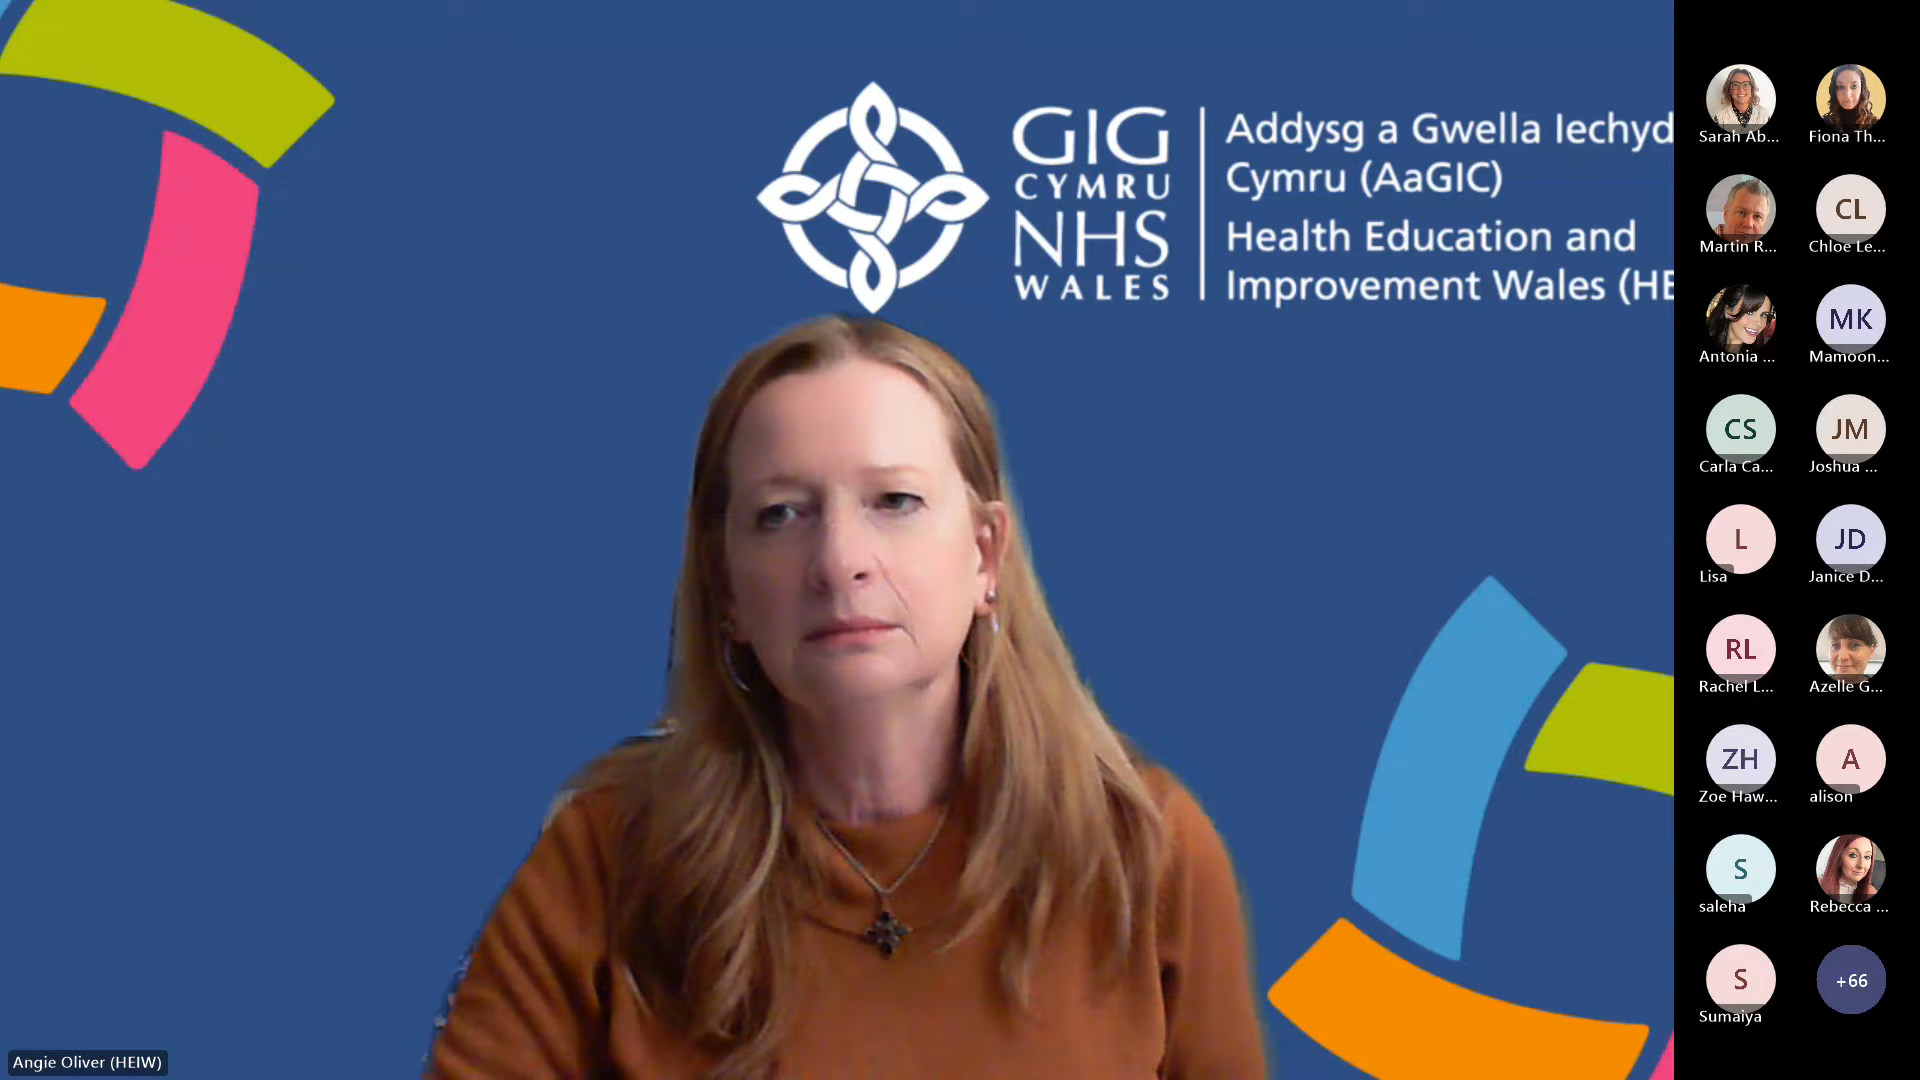 GIG
CYMRU
NHS
WALES
Addysg a Gwella Iechyd
Cymru (AaGIC)
Health Education and
Improvement Wales (HE
Angie Oliver (HEIW)
Sarah Ab...
Fiona Th...
Martin R...
CL
Chloe Le...
Antonia ...
MK
Mamoon...
CS
Carla Ca...
JM
Joshua ...
L
Lisa
JD
Janice D...
RL
Rachel L...
Azelle G...
ZH
Zoe Haw...
A
alison
S
saleha
Rebecca ...
S
Sumaiya
+66